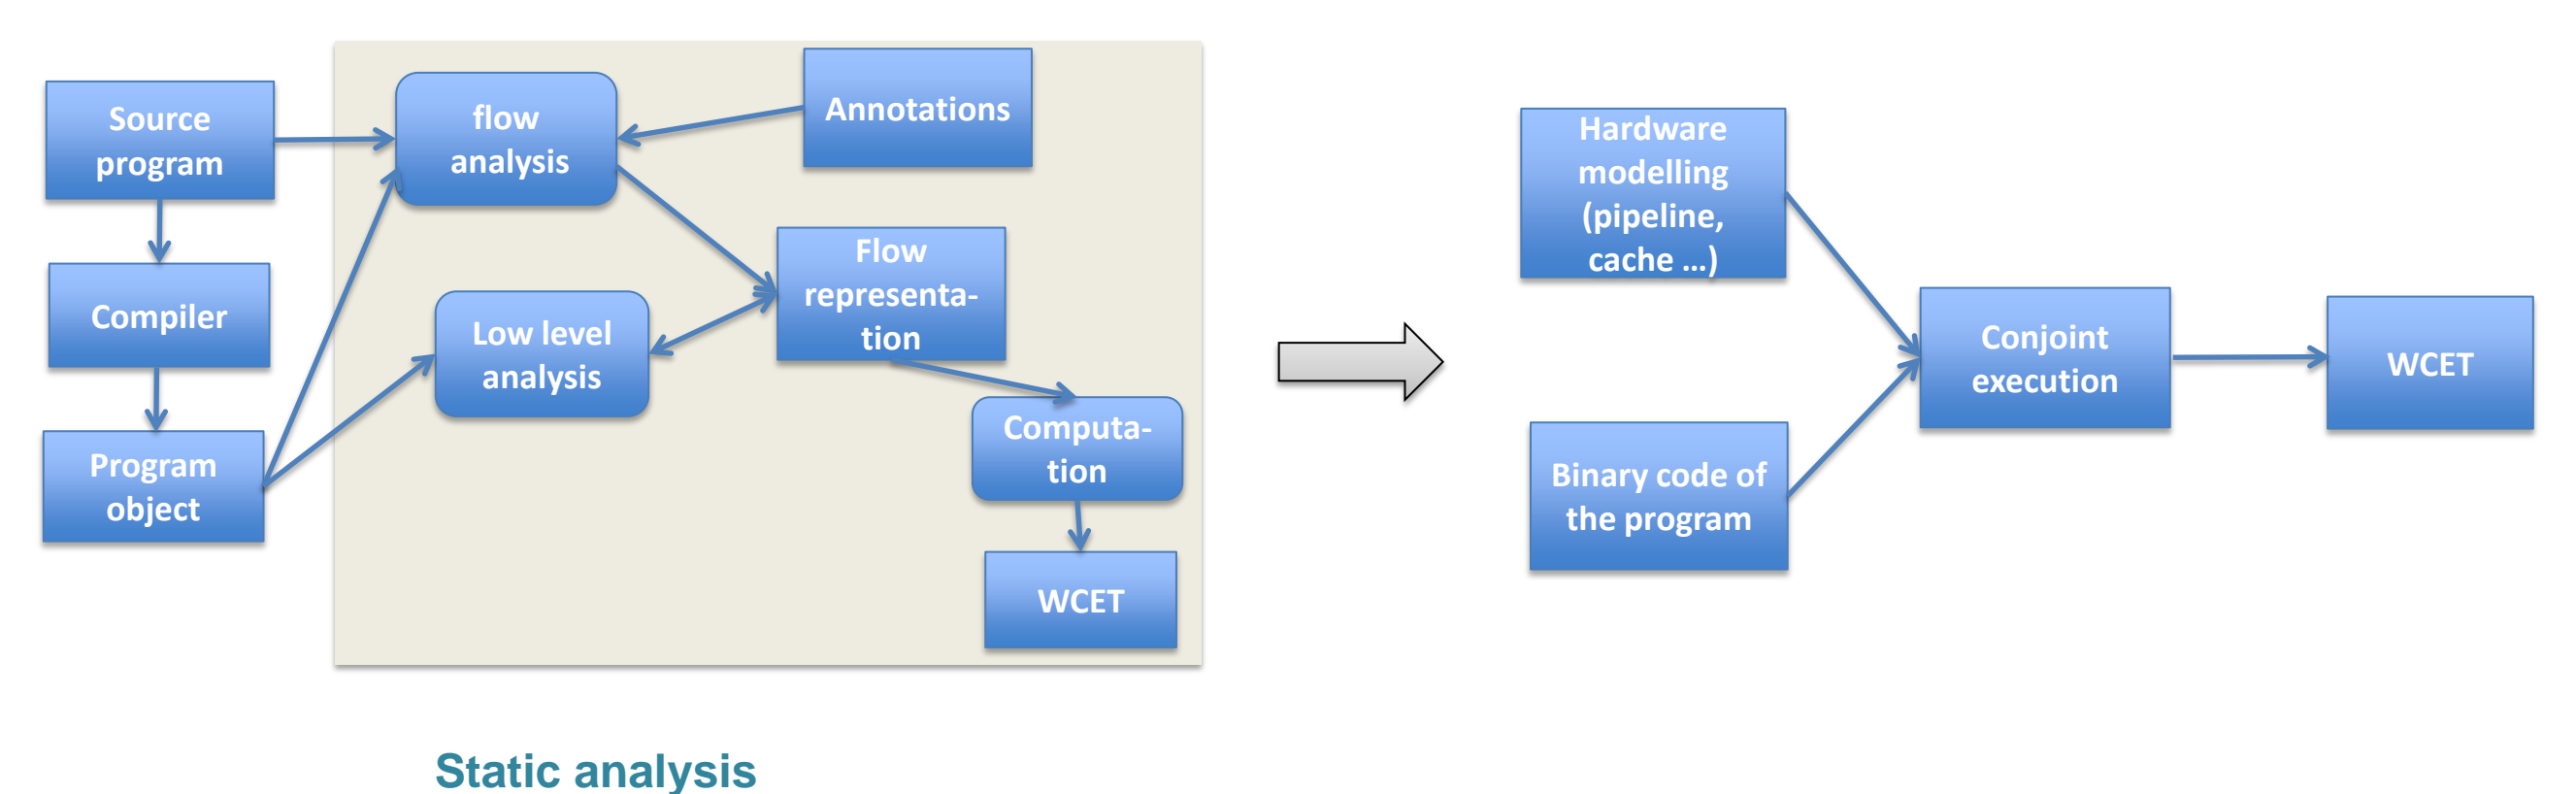 Source
program
flow
analysis
Annotations
Compiler
Low level
analysis
Flow
representa-
tion
Program
object
Computa-
tion
WCET
Hardware
modelling
(pipeline,
cache ...)
Binary code of
the program
Conjoint
execution
WCET
Static analysis